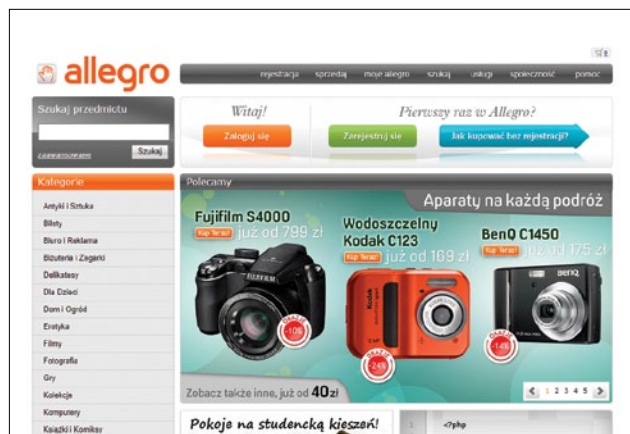 allegro
rejestracja sprzedaj moje allegro szukaj usługi społeczność pomoc
Szukaj przedmiotu
Szukaj
zaawansowane
Witaj!
Zaloguj się
Pierwszy raz w Allegro?
Zarejestruj się
Jak kupować bez rejestracji?
Kategorie
Antyki i Sztuka
Bilety
Biuro i Reklama
Biżuteria i Zegarki
Delikatesy
Dla Dzieci
Dom i Ogród
Erotyka
Filmy
Fotografia
Gry
Kolekcje
Komputery
Książki i Komiksy
Polecamy
Aparaty na każdą podróż
Fujifilm S4000
Kup Teraz! już od 799 zł
FUJIFILM
-10%
Wodoszczelny
Kodak C123
Kup Teraz! już od 169 zł
Kodak
-24%
BenQ C1450
Kup Teraz! już od 175 zł
BenQ
-14%
Zobacz także inne, już od 40 zł
1 2 3 4 5
Pokoje na studencką kieszeń!
1 <?php